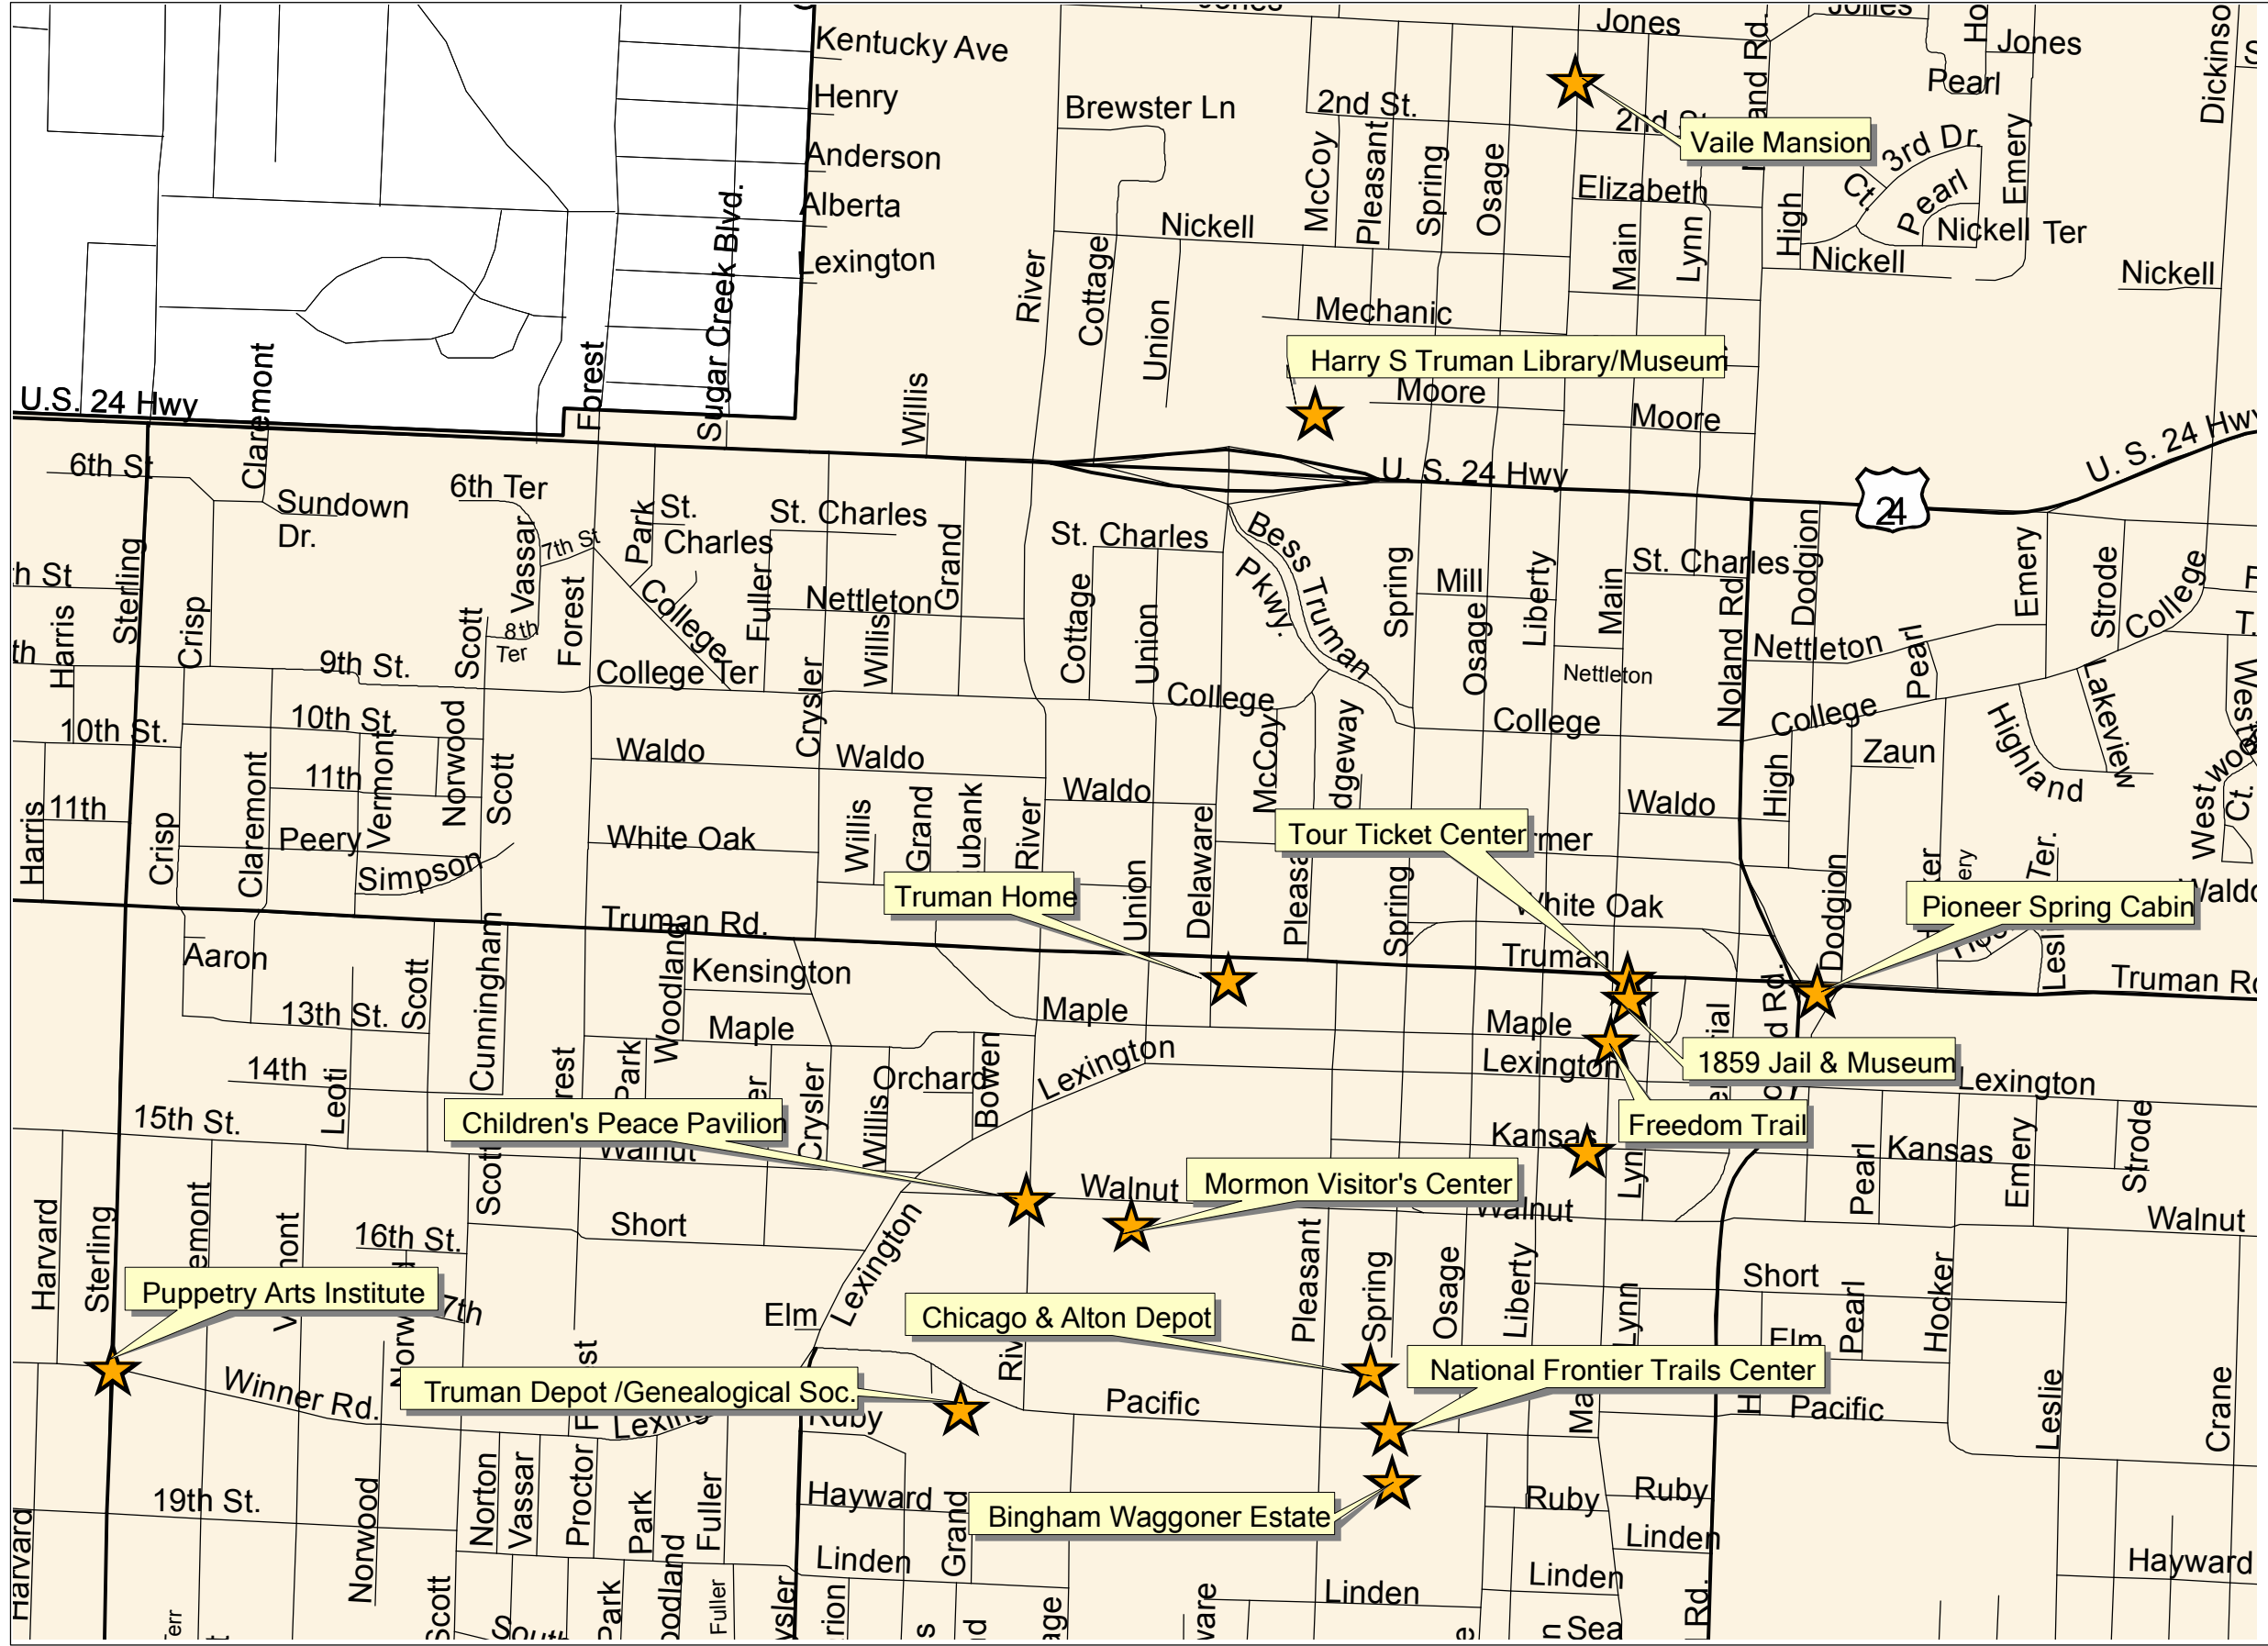 Jones
Jones
Kentucky Ave
Jones
Pearl
Henry
Brewster Ln
2nd St.
Vaile Mansion
3rd Dr.
Ct.
Pearl
Emery
Anderson
Alberta
McCoy
Pleasant
Spring
Osage
Elizabeth
Main
Lynn
High
Nickell
Nickell Ter
Nickell
Nickell
Lexington
Sugar Creek Blvd.
River
Cottage
Union
Mechanic
Harry S Truman Library/Museum
Moore
Moore
U.S. 24 Hwy
Claremont
Forest
Willis
U. S. 24 Hwy
U. S. 24 Hwy
24
6th St
Sundown
Dr.
6th Ter
Vassar
7th St
Park
St.
Charles
St. Charles
Grand
St. Charles
Bess Truman
Pkwy.
Spring
Mill
Liberty
Main
St. Charles
Dodgion
Emery
Strode
College
h St
Harris
Sterling
Crisp
Scott
8th
Ter
Forest
College
Fuller
Nettleton
Willis
Cottage
Union
Osage
Nettleton
Noland Rd
Nettleton
Pearl
Lakeview
th
9th St.
College Ter
Crysler
College
College
College
10th St.
10th St.
Vermont
Norwood
Scott
Waldo
Waldo
Waldo
McCoy
Waldo
High
Zaun
Highland
11th
11th
Harris
Crisp
Claremont
Peery
Simpson
White Oak
Willis
Grand
River
Union
Delaware
Tour Ticket Center
rmer
Spring
White Oak
Dodgion
Ter.
Ct.
Truman Home
Pioneer Spring Cabin
Truman Rd.
Truman
Aaron
Scott
Cunningham
Woodland
Kensington
13th St.
Maple
Maple
Maple
14th
Leoti
Park
Crysler
Willis
Orchard
Bowen
Lexington
Lexington
1859 Jail & Museum
Lexington
15th St.
Children's Peace Pavilion
Walnut
Kansas
Freedom Trail
Pearl
Kansas
Emery
Strode
Scott
Walnut
Mormon Visitor's Center
Walnut
Walnut
Harvard
Sterling
16th St.
Short
Lexington
Pleasant
Spring
Osage
Liberty
Lynn
Short
Pearl
Hocker
Puppetry Arts Institute
Elm
Chicago & Alton Depot
Elm
National Frontier Trails Center
Winner Rd.
Truman Depot /Genealogical Soc.
Ruby
Pacific
Pacific
Leslie
Crane
19th St.
Norwood
Norton
Vassar
Proctor
Park
Fuller
Hayward
Grand
Bingham Waggoner Estate
Ruby
Ruby
Linden
Harvard
Scott
Park
Fuller
Linden
Linden
Linden
Hayward
Rd.